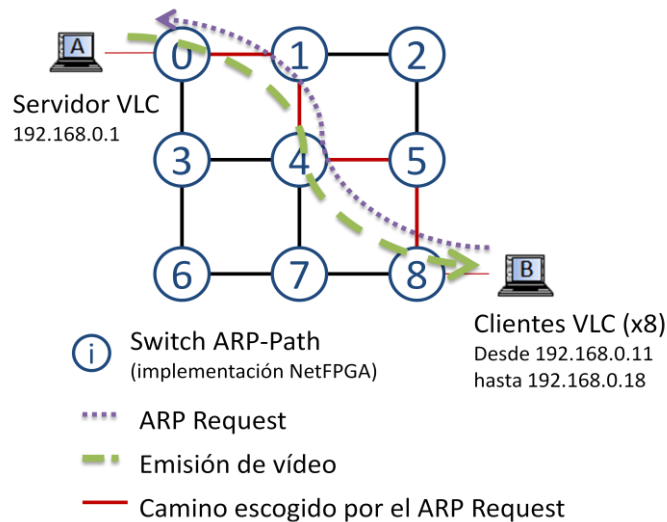 A
0
1
2
Servidor VLC
192.168.0.1
3
4
5
6
7
8
B
Clientes VLC (x8)
Desde 192.168.0.11
hasta 192.168.0.18
i
Switch ARP-Path
(implementación NetFPGA)
ARP Request
Emisión de vídeo
Camino escogido por el ARP Request